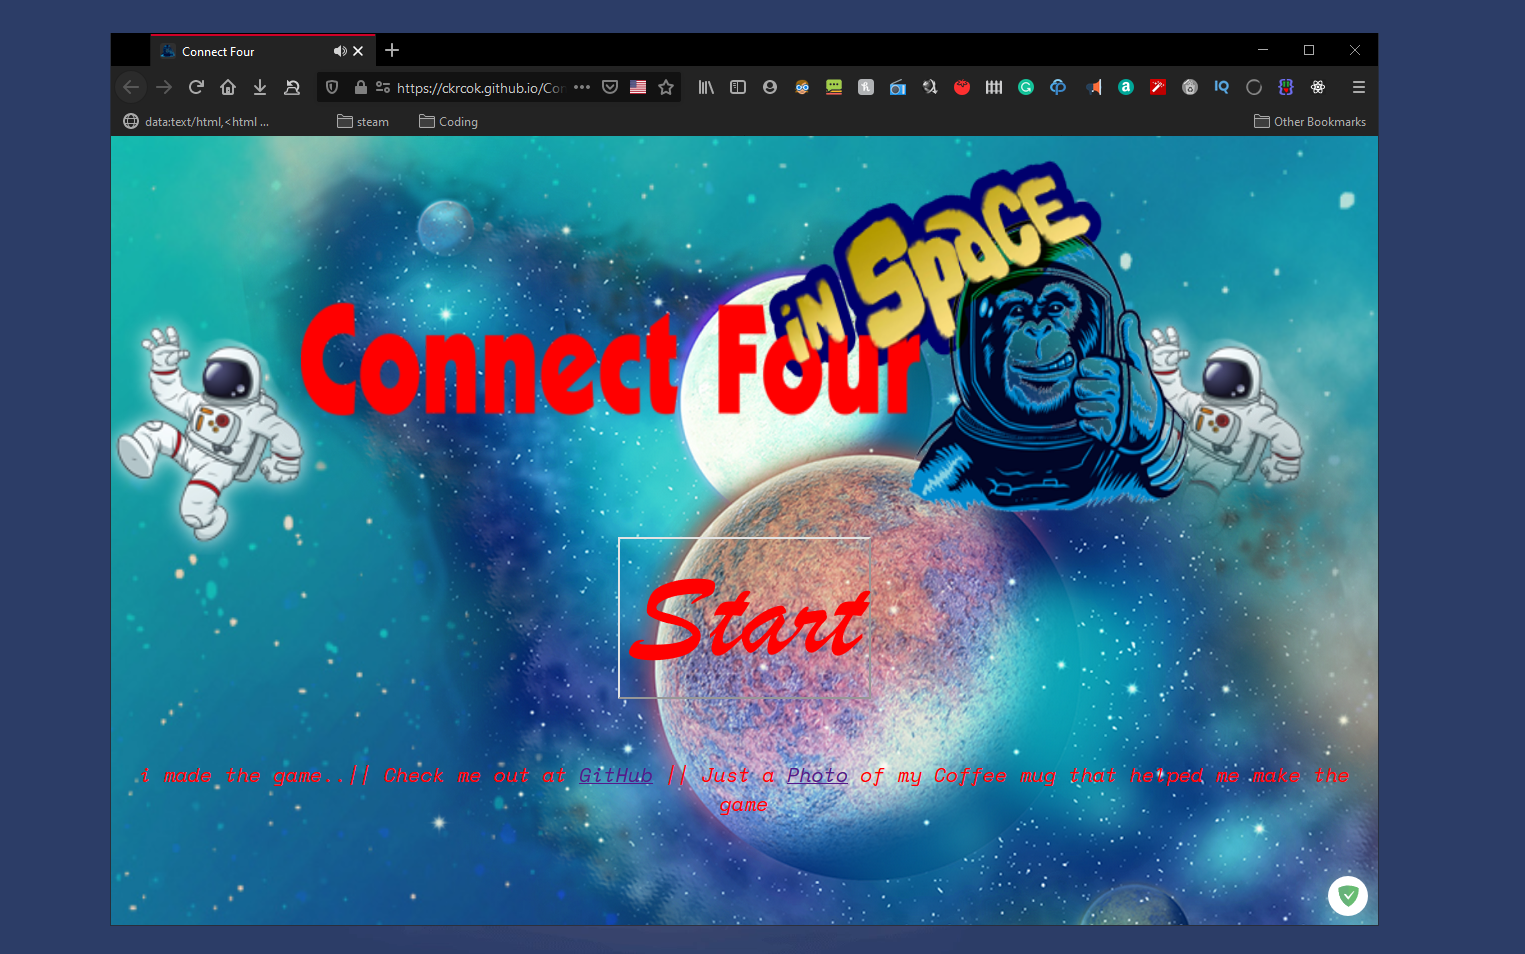 Connect Four
https://ckrcok.github.io/Con
data:text/html,<html ...
steam
Coding
Other Bookmarks
in Space
Connect Four
Start
i made the game..|| Check me out at GitHub || Just a Photo of my Coffee mug that helped me make the
game